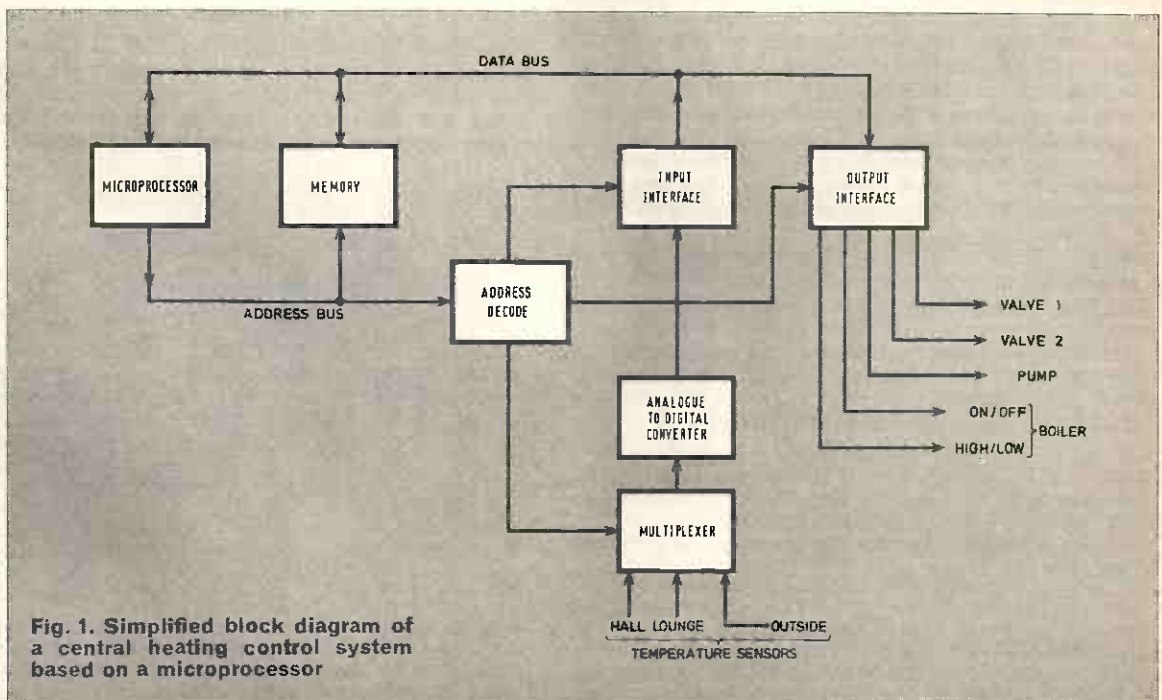 DATA BUS
MICROPROCESSOR
MEMORY
INPUT
INTERFACE
OUTPUT
INTERFACE
ADDRESS BUS
ADDRESS
DECODE
VALVE 1
VALVE 2
PUMP
ANALOGUE
TO DIGITAL
CONVERTER
ON/OFF
BOILER
HIGH/LOW
MULTIPLEXER
HALL LOUNGE OUTSIDE
TEMPERATURE SENSORS
Fig. 1. Simplified block diagram of
a central heating control system
based on a microprocessor